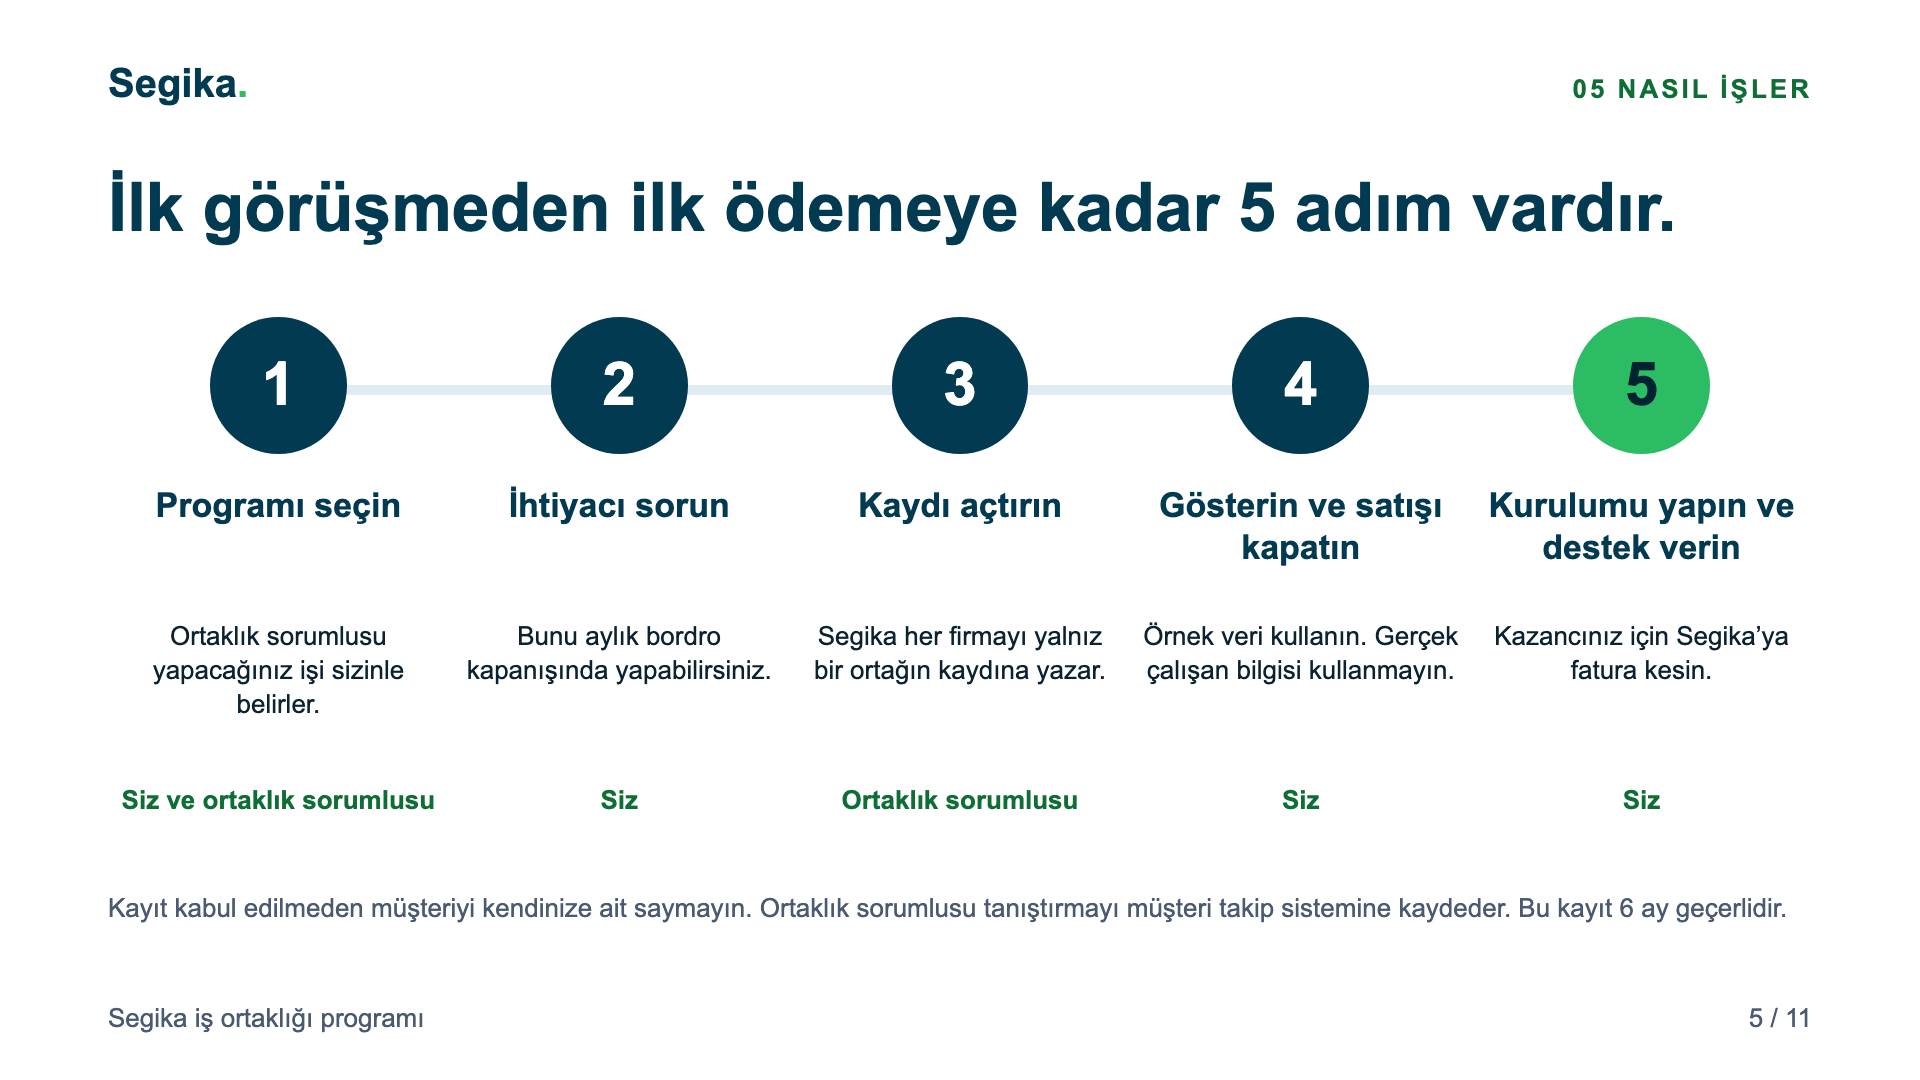 Segika.
05 NASIL İŞLER
İlk görüşmeden ilk ödemeye kadar 5 adım vardır.
1
2
3
4
5
Programı seçin
İhtiyacı sorun
Kaydı açtırın
Gösterin ve satışı
kapatın
Kurulumu yapın ve
destek verin
Ortaklık sorumlusu
yapacağınız işi sizinle
belirler.
Bunu aylık bordro
kapanışında yapabilirsiniz.
Segika her firmayı yalnız
bir ortağın kaydına yazar.
Örnek veri kullanın. Gerçek
çalışan bilgisi kullanmayın.
Kazancınız için Segika’ya
fatura kesin.
Siz ve ortaklık sorumlusu
Siz
Ortaklık sorumlusu
Siz
Siz
Kayıt kabul edilmeden müşteriyi kendinize ait saymayın. Ortaklık sorumlusu tanıştırmayı müşteri takip sistemine kaydeder. Bu kayıt 6 ay geçerlidir.
Segika iş ortaklığı programı
5 / 11